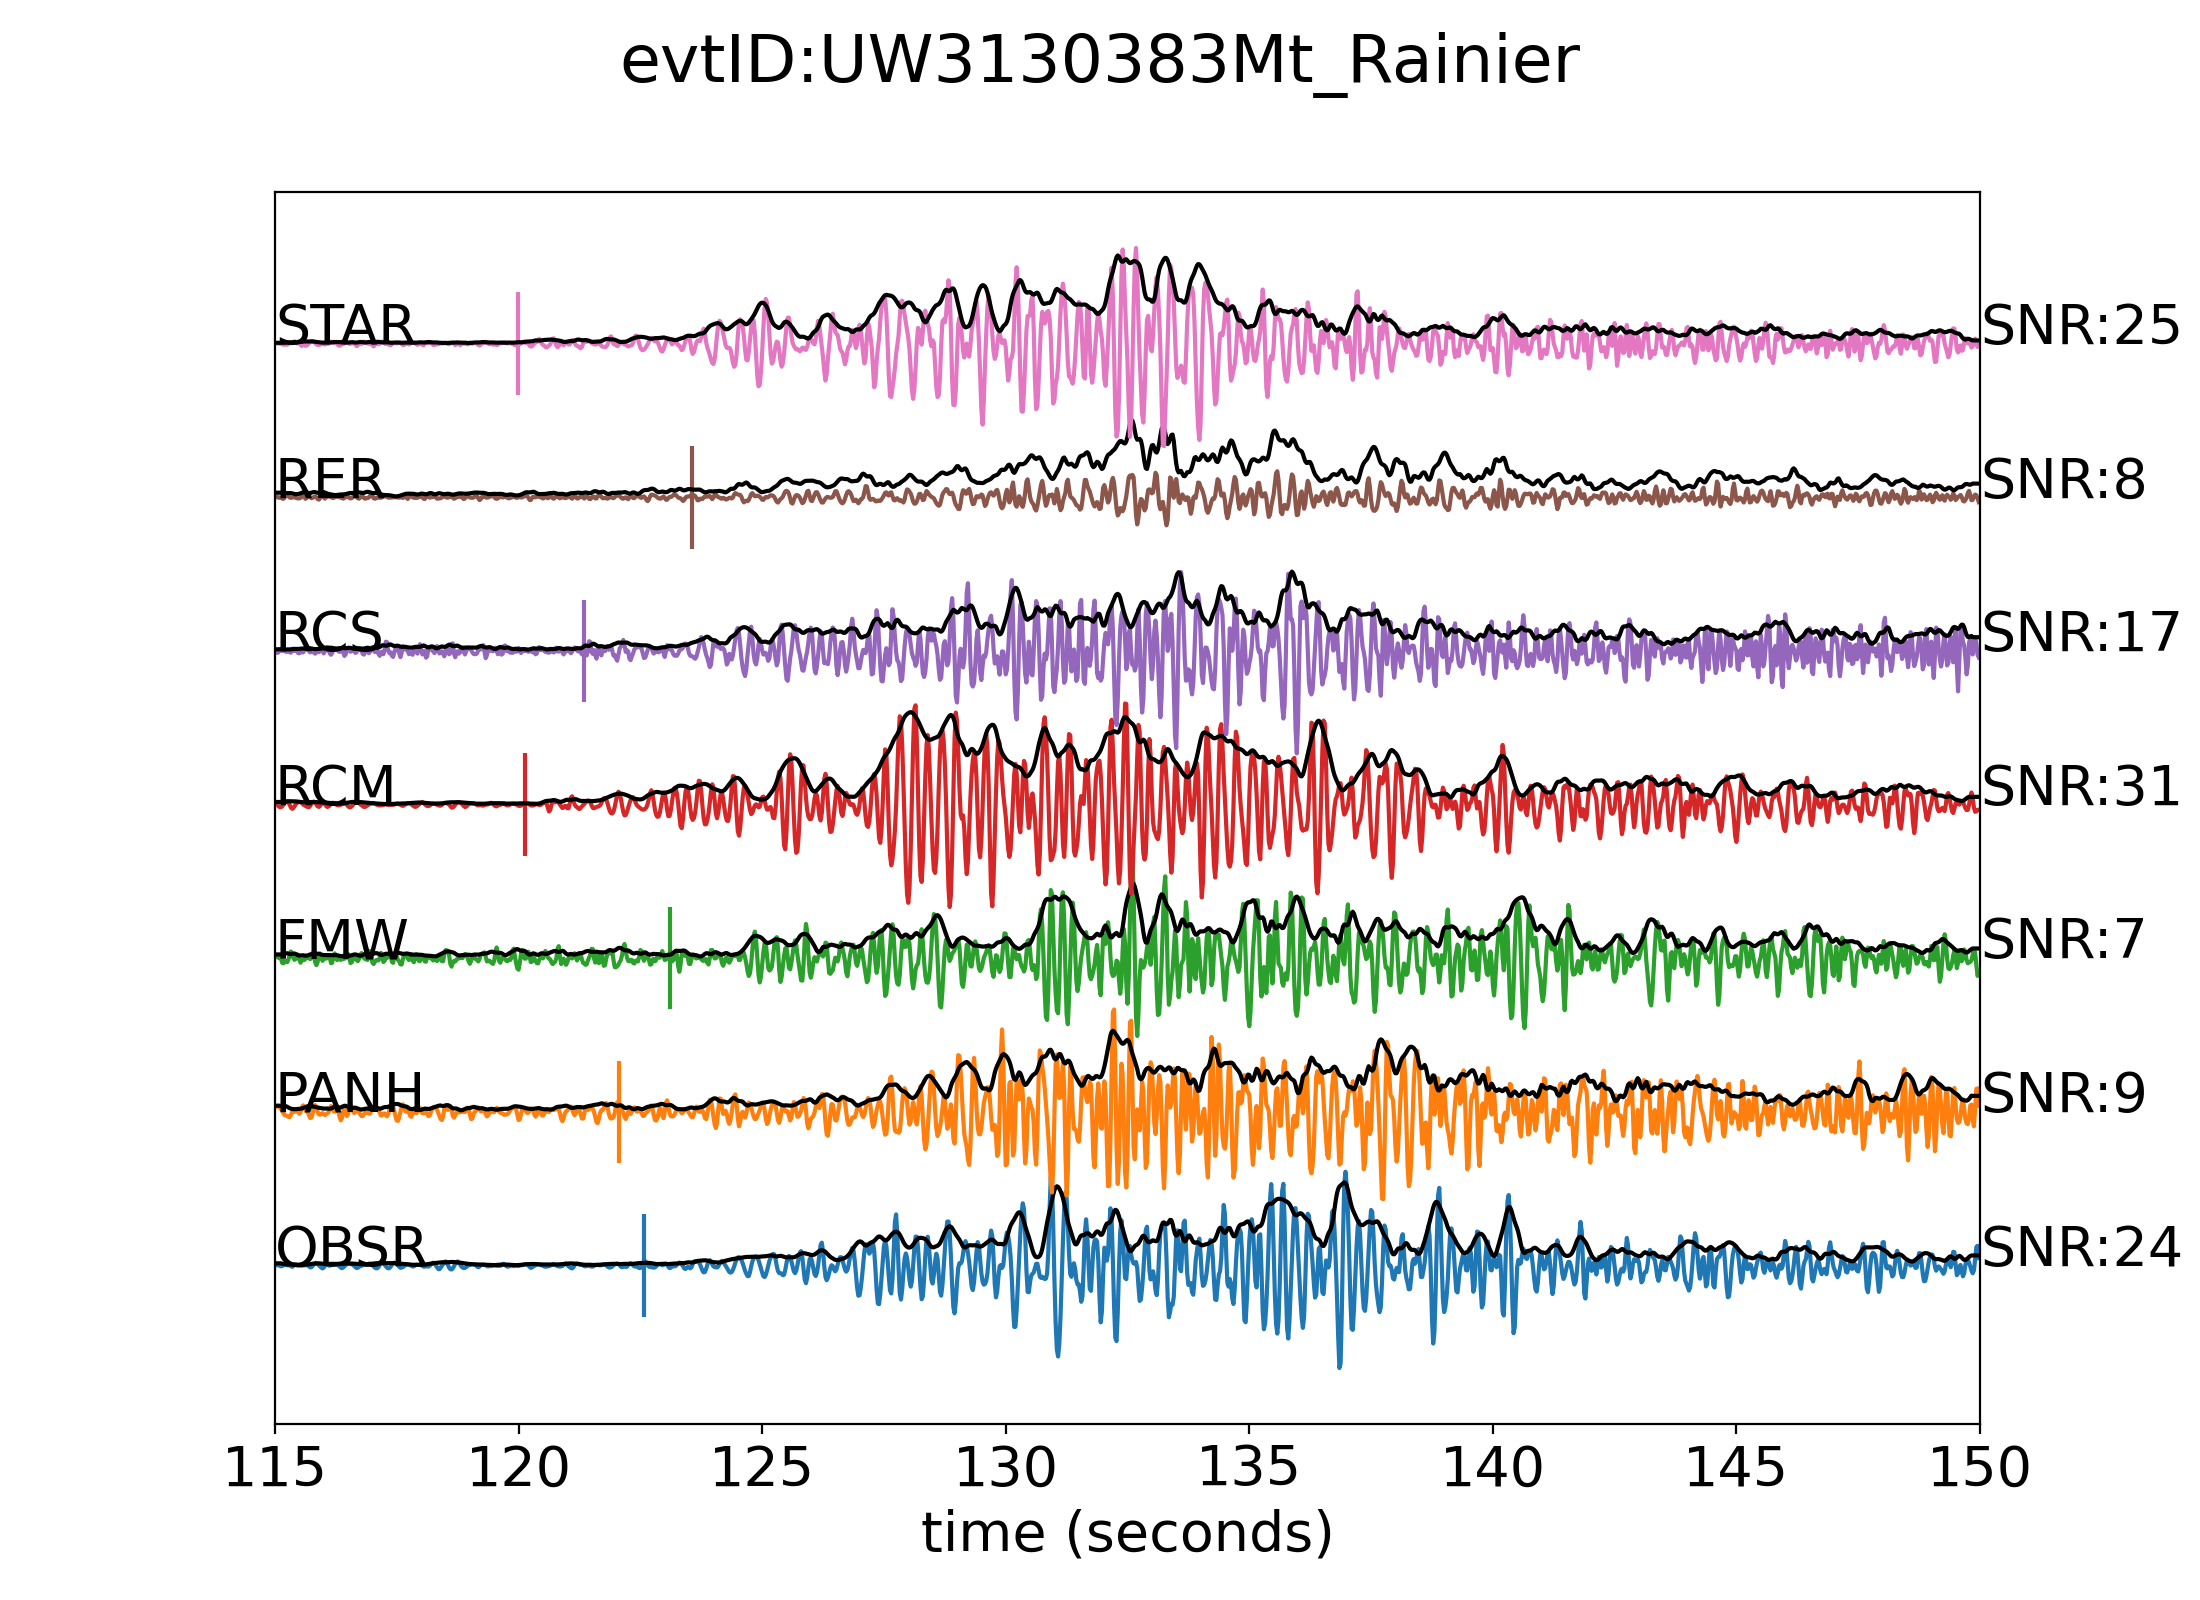 evtID:UW3130383Mt_Rainier
STAR SNR:25
RER SNR:8
RCS SNR:17
RCM SNR:31
FMW SNR:7
PANH SNR:9
OBSR SNR:24
115 120 125 130 135 140 145 150
time (seconds)